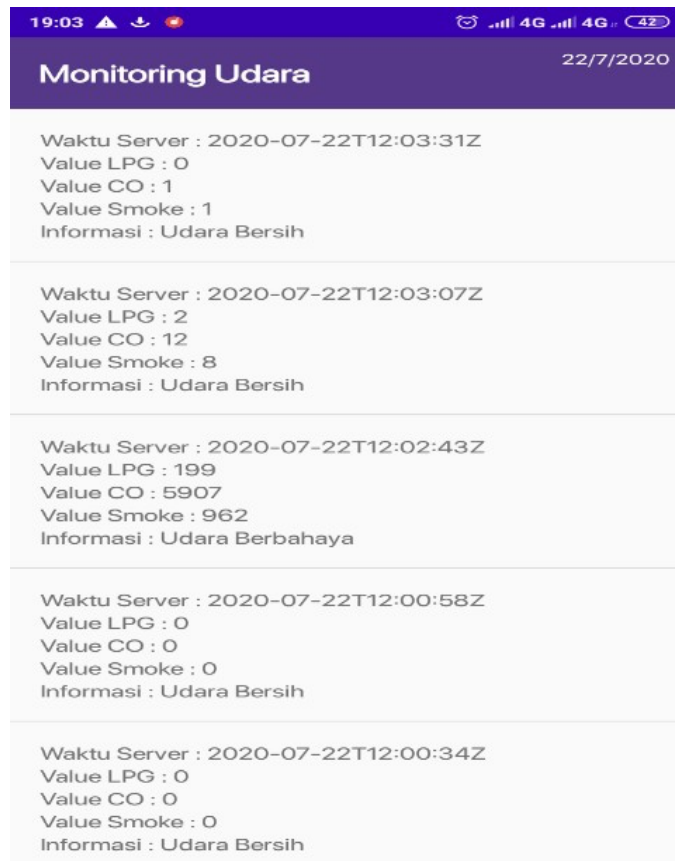 19:03 4G 4G 42
Monitoring Udara
22/7/2020
Waktu Server : 2020-07-22T12:03:31Z
Value LPG : 0
Value CO : 1
Value Smoke : 1
Informasi : Udara Bersih
Waktu Server : 2020-07-22T12:03:07Z
Value LPG : 2
Value CO : 12
Value Smoke : 8
Informasi : Udara Bersih
Waktu Server : 2020-07-22T12:02:43Z
Value LPG : 199
Value CO : 5907
Value Smoke : 962
Informasi : Udara Berbahaya
Waktu Server : 2020-07-22T12:00:58Z
Value LPG : 0
Value CO : 0
Value Smoke : 0
Informasi : Udara Bersih
Waktu Server : 2020-07-22T12:00:34Z
Value LPG : 0
Value CO : 0
Value Smoke : 0
Informasi : Udara Bersih